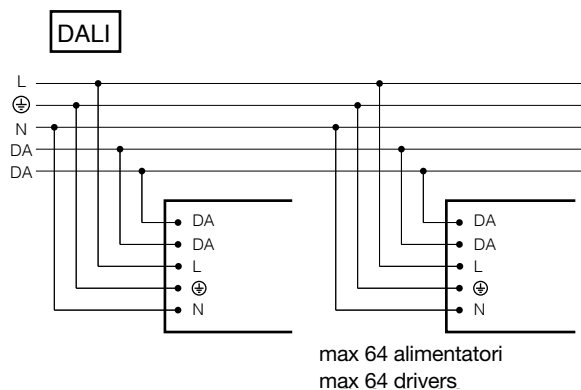 DALI
L
⏚
N
DA
DA
DA
DA
L
⏚
N
DA
DA
L
⏚
N
max 64 alimentatori
max 64 drivers